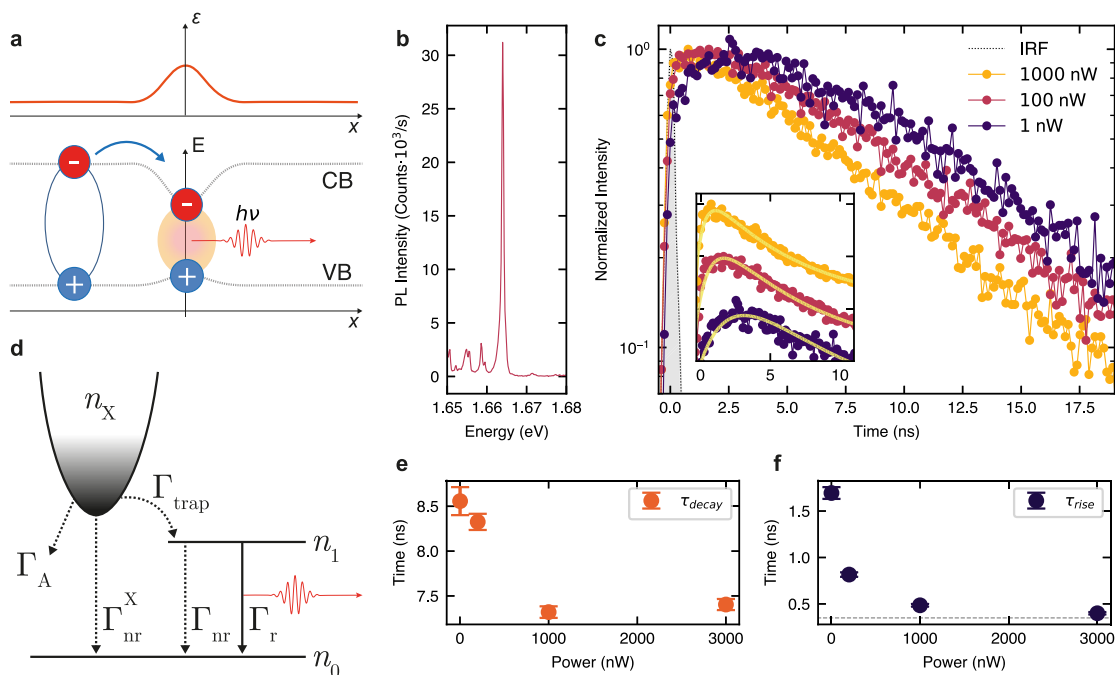 a
ε
x
E
CB
hν
VB
x
b
PL Intensity (Counts·10³/s)
30
25
20
15
10
5
0
1.65 1.66 1.67 1.68
Energy (eV)
c
Normalized Intensity
10⁰
10⁻¹
IRF
1000 nW
100 nW
1 nW
0 5 10
0.0 2.5 5.0 7.5 10.0 12.5 15.0 17.5
Time (ns)
d
n_X
Γ_trap
n_1
Γ_A
Γ_nr^X
Γ_nr
Γ_r
n_0
e
τ_decay
Time (ns)
8.5
8.0
7.5
0 1000 2000 3000
Power (nW)
f
τ_rise
Time (ns)
1.5
1.0
0.5
0 1000 2000 3000
Power (nW)